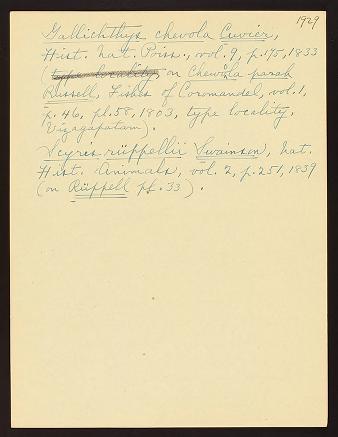 1929
Gallichthys chevola Cuvier,
Hist. Nat. Poiss., vol. 9, p. 175, 1833
type locality, on Chewola parah
Russell, Fishes of Coromandel, vol. 1,
p. 46, pl. 58, 1803, type locality,
Vizagapatam).
Scyris rüppellii Swainson, Nat.
Hist. Animals, vol. 2, p. 251, 1839
(on Rüppell pl. 33).